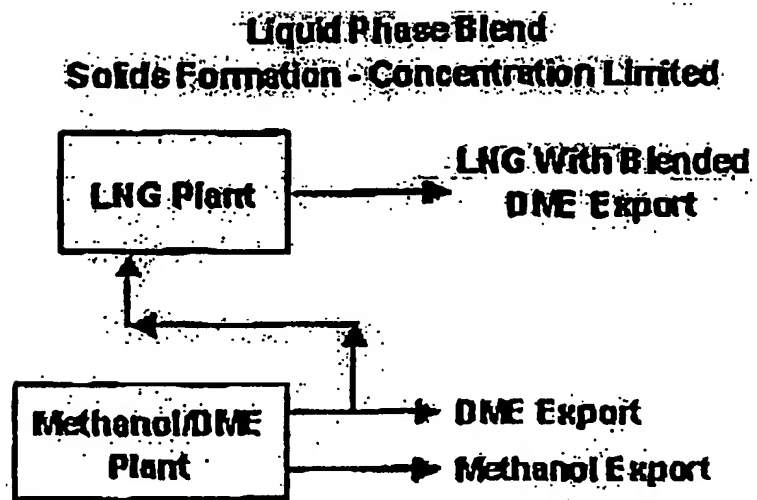 Liquid Phase Blend
Solids Formation - Concentration Limited
LNG Plant
LNG With Blended
DME Export
Methanol/DME
Plant
DME Export
Methanol Export